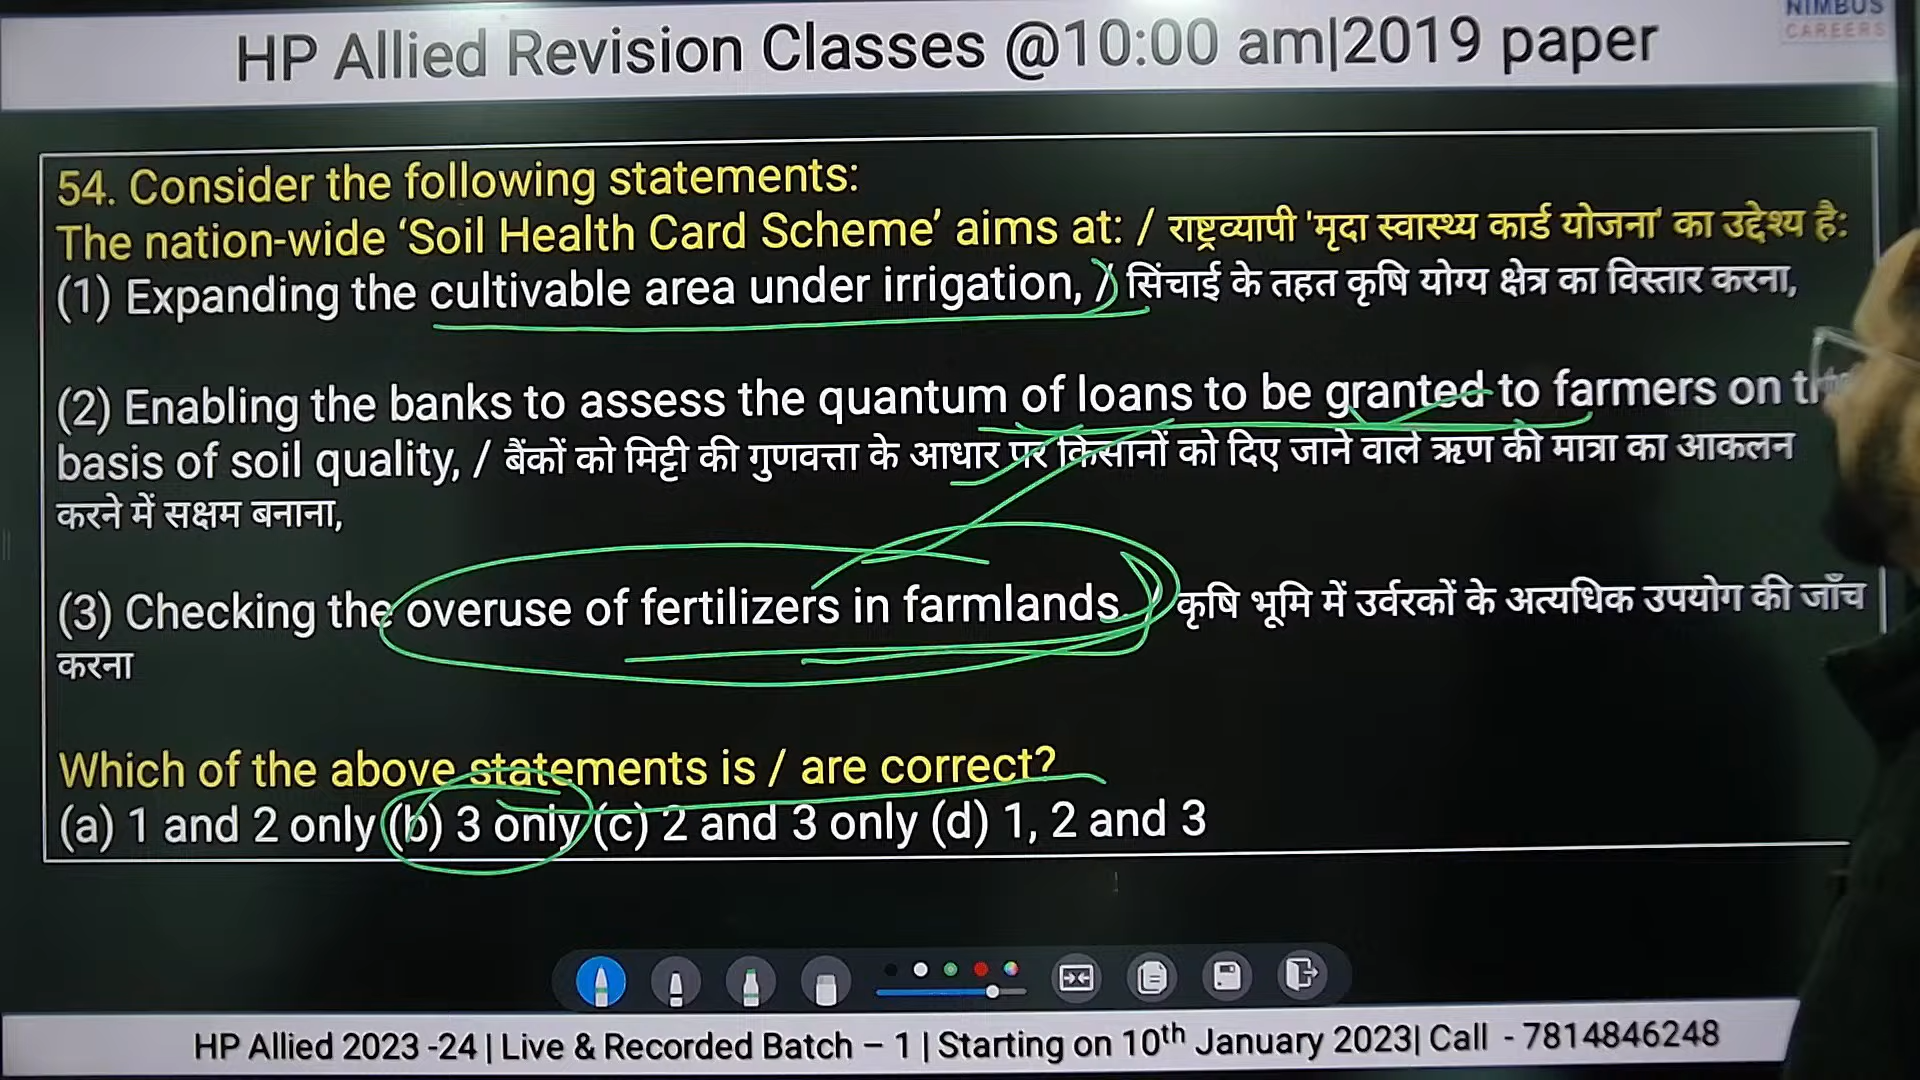 NIMBUS
CAREERS
HP Allied Revision Classes @10:00 am|2019 paper
54. Consider the following statements:
The nation-wide ‘Soil Health Card Scheme’ aims at: / राष्ट्रव्यापी 'मृदा स्वास्थ्य कार्ड योजना' का उद्देश्य है:
(1) Expanding the cultivable area under irrigation, / सिंचाई के तहत कृषि योग्य क्षेत्र का विस्तार करना,
(2) Enabling the banks to assess the quantum of loans to be granted to farmers on
basis of soil quality, / बैंकों को मिट्टी की गुणवत्ता के आधार पर किसानों को दिए जाने वाले ऋण की मात्रा का आकलन
करने में सक्षम बनाना,
(3) Checking the overuse of fertilizers in farmlands. / कृषि भूमि में उर्वरकों के अत्यधिक उपयोग की जाँच
करना
Which of the above statements is / are correct?
(a) 1 and 2 only (b) 3 only (c) 2 and 3 only (d) 1, 2 and 3
HP Allied 2023 -24 | Live & Recorded Batch – 1 | Starting on 10th January 2023| Call - 7814846248